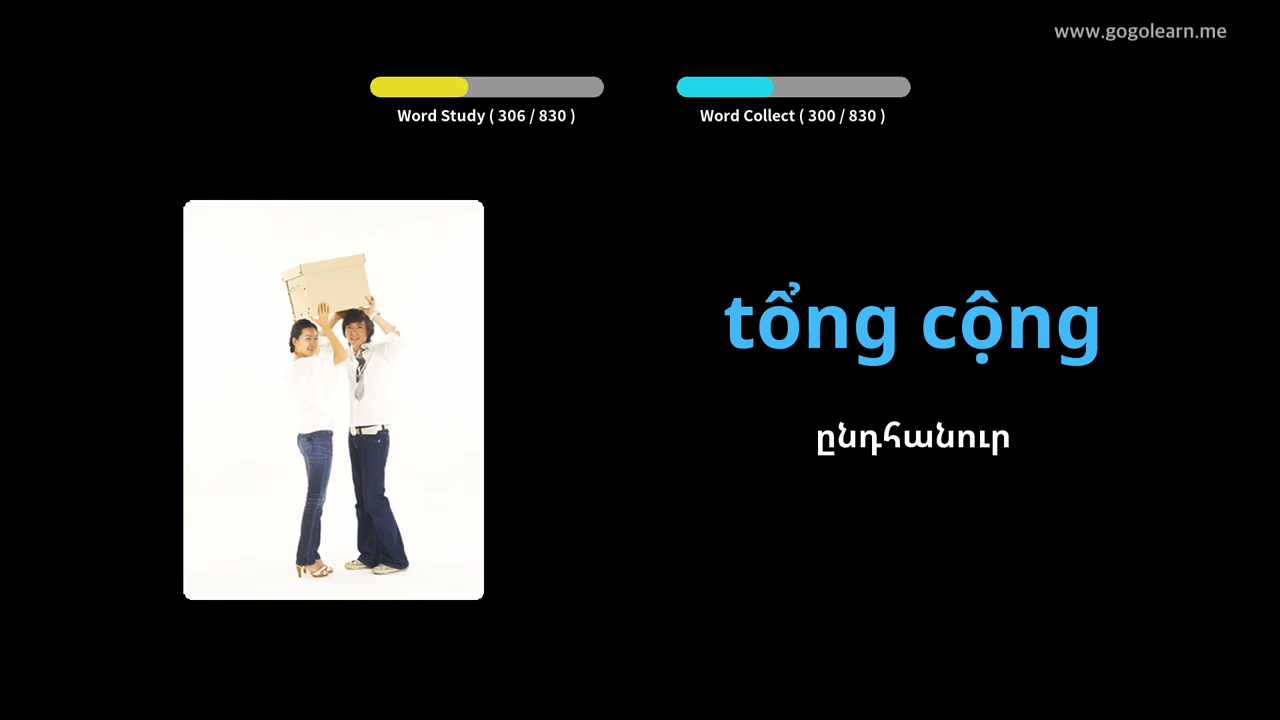 www.gogolearn.me
Word Study ( 306 / 830 )
Word Collect ( 300 / 830 )
tổng cộng
ընդհանուր